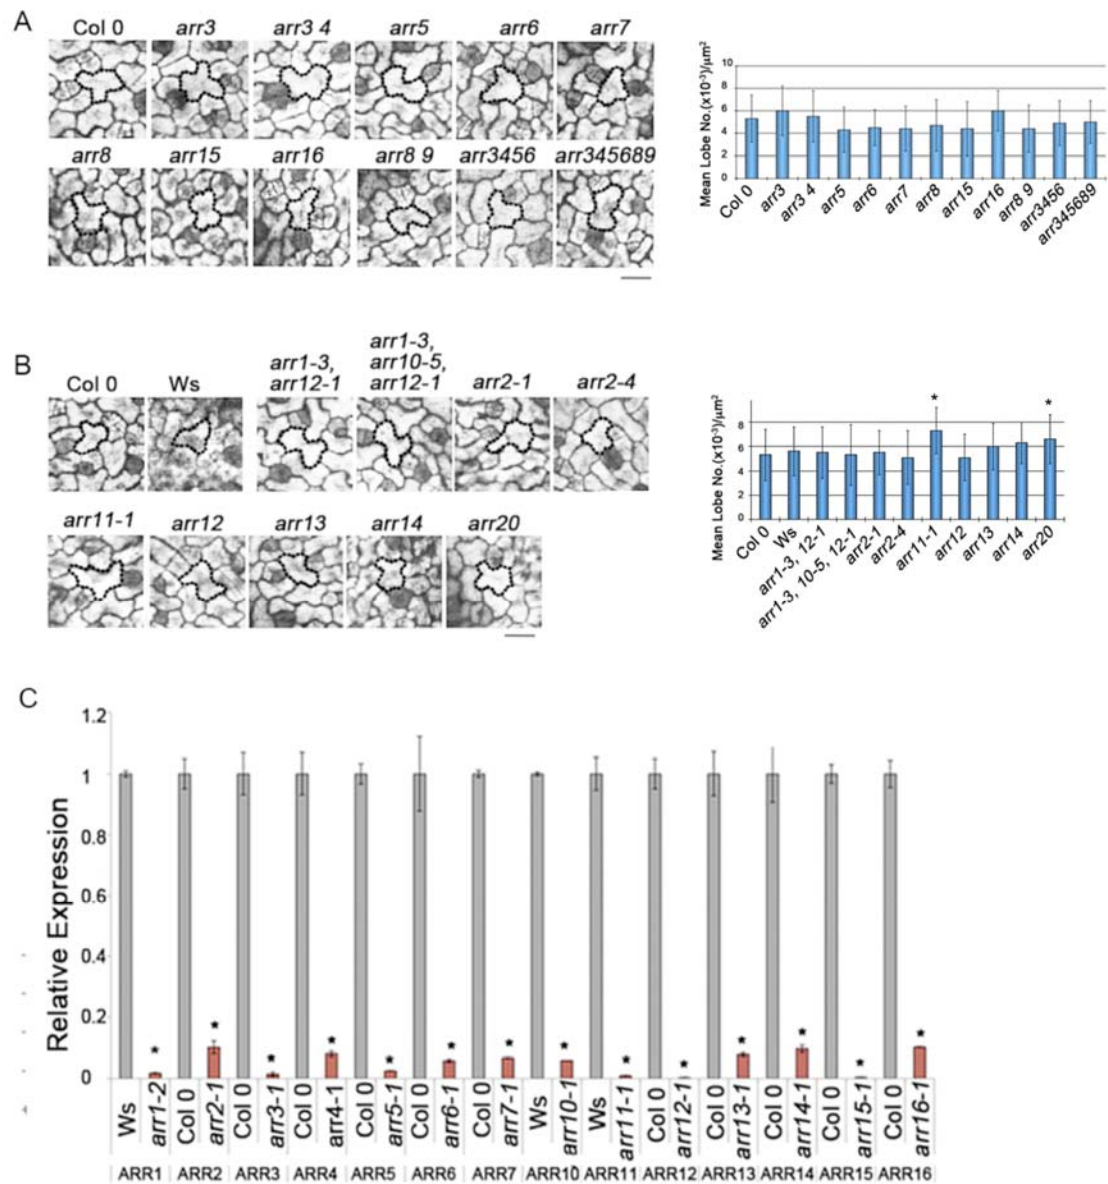 A
Col 0 arr3 arr3 4 arr5 arr6 arr7
arr8 arr15 arr16 arr8 9 arr3456 arr345689
Mean Lobe No.(x10-3)/µm2
10
8
6
4
2
0
Col 0 arr3 arr3 4 arr5 arr6 arr7 arr8 arr15 arr16 arr8 9 arr3456 arr345689
B
Col 0 Ws arr1-3, arr12-1 arr1-3, arr10-5, arr12-1 arr2-1 arr2-4
arr11-1 arr12 arr13 arr14 arr20
Mean Lobe No.(x10-3)/µm2
8
6
4
2
0
* *
Col 0 Ws arr1-3, 12-1 arr1-3, 10-5, 12-1 arr2-1 arr2-4 arr11-1 arr12 arr13 arr14 arr20
C
Relative Expression
1.2
1
0.8
0.6
0.4
0.2
0
* * * * * * * * * * * * * *
Ws arr1-2 Col 0 arr2-1 Col 0 arr3-1 Col 0 arr4-1 Col 0 arr5-1 Col 0 arr6-1 Col 0 arr7-1 Ws arr10-1 Ws arr11-1 Col 0 arr12-1 Col 0 arr13-1 Col 0 arr14-1 Col 0 arr15-1 Col 0 arr16-1
ARR1 ARR2 ARR3 ARR4 ARR5 ARR6 ARR7 ARR10 ARR11 ARR12 ARR13 ARR14 ARR15 ARR16